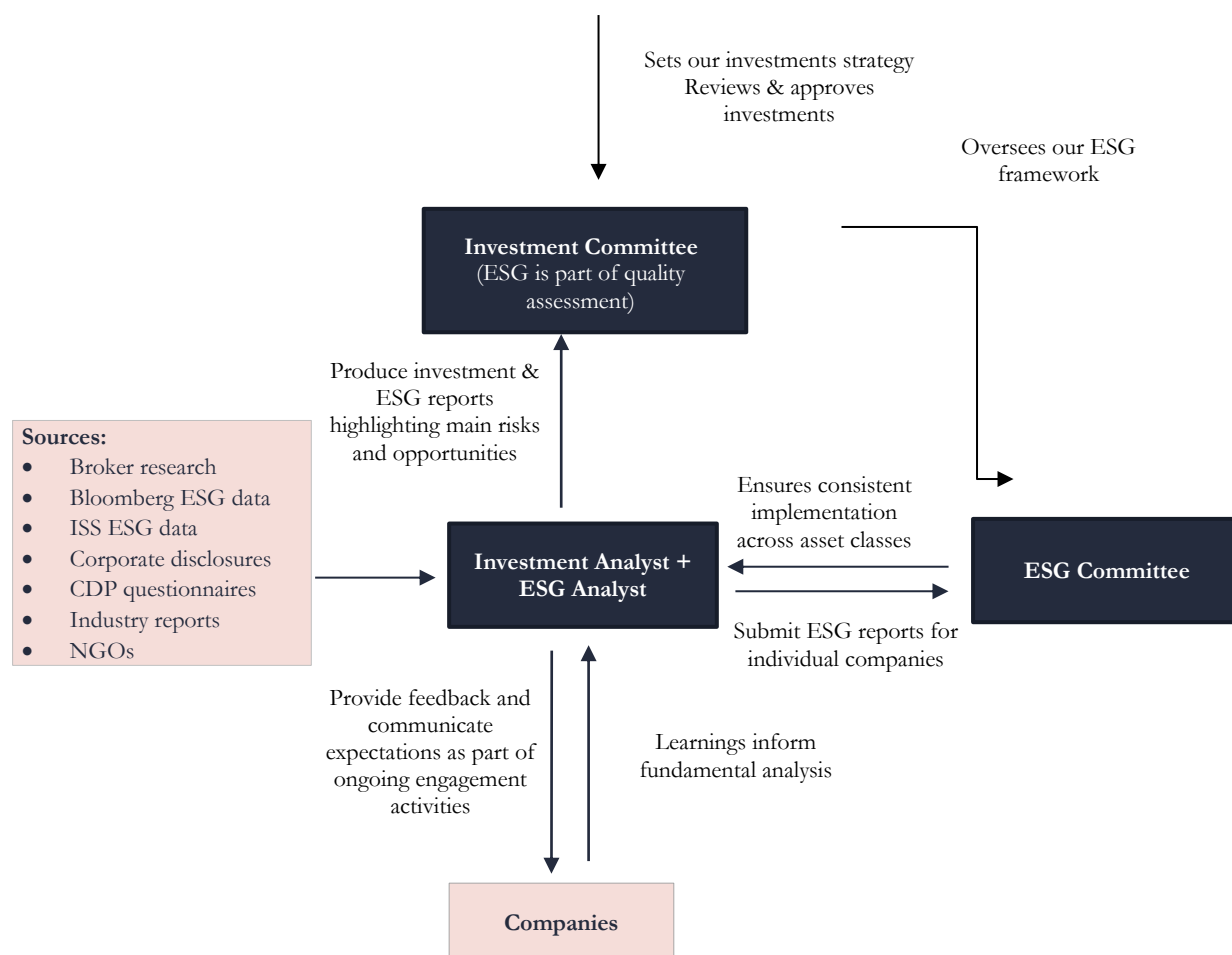 Sets our investments strategy
Reviews & approves
investments
Oversees our ESG
framework
Investment Committee
(ESG is part of quality
assessment)
Produce investment &
ESG reports
highlighting main risks
and opportunities
Sources:
• Broker research
• Bloomberg ESG data
• ISS ESG data
• Corporate disclosures
• CDP questionnaires
• Industry reports
• NGOs
Ensures consistent
implementation
across asset classes
Investment Analyst +
ESG Analyst
ESG Committee
Submit ESG reports for
individual companies
Provide feedback and
communicate
expectations as part of
ongoing engagement
activities
Learnings inform
fundamental analysis
Companies